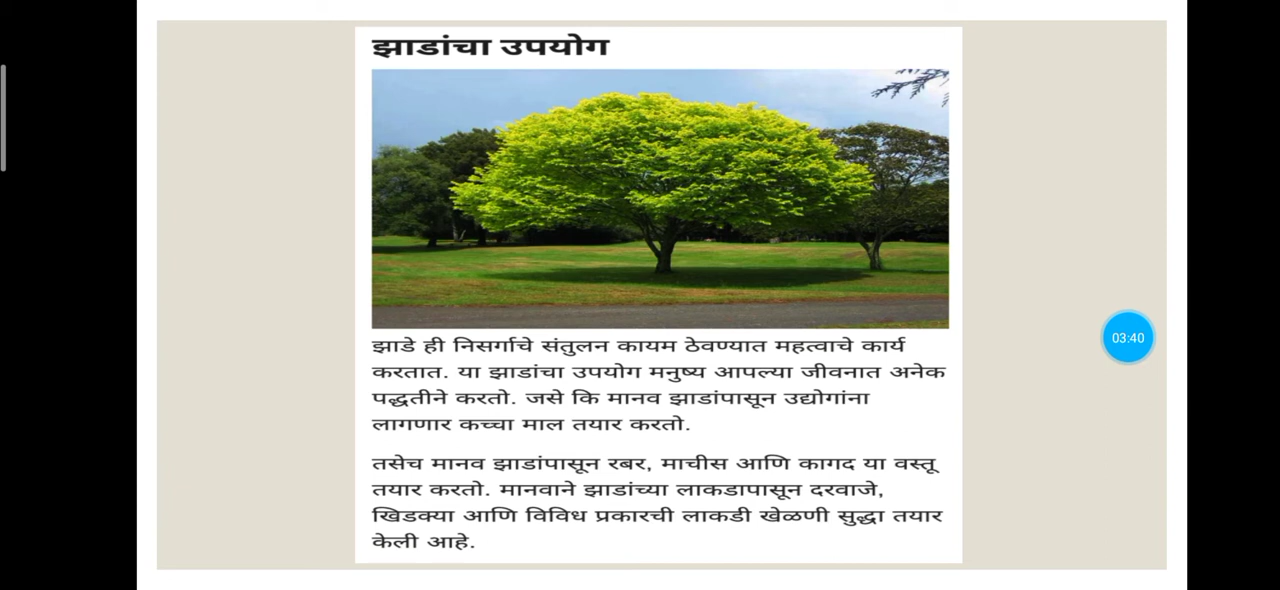 झाडांचा उपयोग
झाडे ही निसर्गाचे संतुलन कायम ठेवण्यात महत्वाचे कार्य
करतात. या झाडांचा उपयोग मनुष्य आपल्या जीवनात अनेक
पद्धतीने करतो. जसे कि मानव झाडांपासून उद्योगांना
लागणार कच्चा माल तयार करतो.
तसेच मानव झाडांपासून रबर, माचीस आणि कागद या वस्तू
तयार करतो. मानवाने झाडांच्या लाकडापासून दरवाजे,
खिडक्या आणि विविध प्रकारची लाकडी खेळणी सुद्धा तयार
केली आहे.
03:40